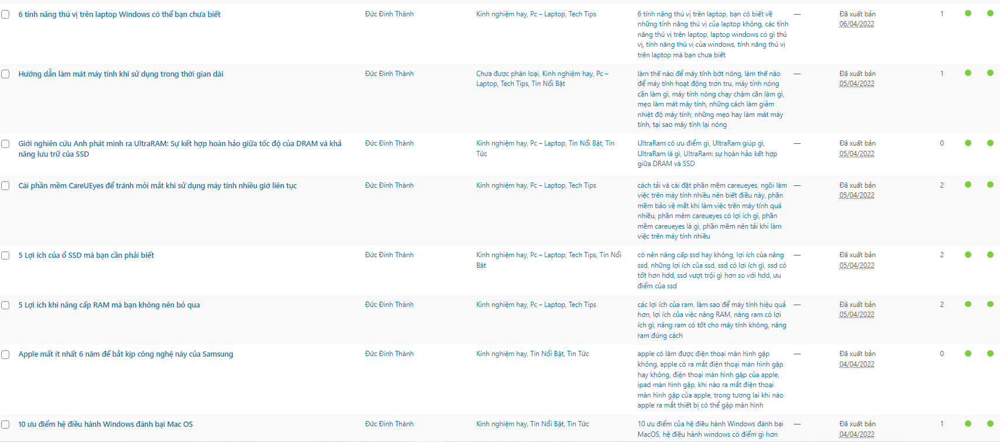 6 tính năng thú vị trên laptop Windows có thể bạn chưa biết
Đức Đinh Thành
Kinh nghiệm hay, Pc – Laptop, Tech Tips
6 tính năng thú vị trên laptop, bạn có biết về
những tính năng thú vị của laptop không, các tính
năng thú vị trên laptop, laptop windows có gì thú
vị, tính năng thú vị của windows, tính năng thú vị
trên laptop mà bạn chưa biết
—
Đã xuất bản
06/04/2022
1
Hướng dẫn làm mát máy tính khi sử dụng trong thời gian dài
Đức Đinh Thành
Chưa được phân loại, Kinh nghiệm hay, Pc –
Laptop, Tech Tips, Tin Nổi Bật
làm thế nào để máy tính bớt nóng, làm thế nào
để máy tính hoạt động trơn tru, máy tính nóng
cần làm gì, máy tính nóng chạy chậm cần làm gì,
mẹo làm mát máy tính, những cách làm giảm
nhiệt độ máy tính, những mẹo hay làm mát máy
tính, tại sao máy tính lại nóng
—
Đã xuất bản
05/04/2022
1
Giới nghiên cứu Anh phát minh ra UltraRAM: Sự kết hợp hoàn hảo giữa tốc độ của DRAM và khả
năng lưu trữ của SSD
Đức Đinh Thành
Kinh nghiệm hay, Pc – Laptop, Tin Nổi Bật, Tin
Tức
UltraRam có ưu điểm gì, UltraRam giúp gì,
UltraRam là gì, UltraRam: sự hoàn hảo kết hợp
giữa DRAM và SSD
—
Đã xuất bản
05/04/2022
0
Cài phần mềm CareUEyes để tránh mỏi mắt khi sử dụng máy tính nhiều giờ liên tục
Đức Đinh Thành
Kinh nghiệm hay, Pc – Laptop, Tech Tips
cách tải và cài đặt phần mềm careueyes, ngồi làm
việc trên máy tính nhiều nên biết điều này, phần
mềm bảo vệ mắt khi làm việc trên máy tính quá
nhiều, phần mêm careueyes có lợi ích gì, phần
mềm careueyes là gì, phần mềm nên tải khi làm
việc trên máy tính nhiều
—
Đã xuất bản
05/04/2022
2
5 Lợi ích của ổ SSD mà bạn cần phải biết
Đức Đinh Thành
Kinh nghiệm hay, Pc – Laptop, Tech Tips, Tin Nổi
Bật
có nên nâng cấp ssd hay không, lợi ích của nâng
ssd, những lợi ích của ssd, ssd có lợi ích gì, ssd có
tốt hơn hdd, ssd vượt trội gì hơn so với hdd, ưu
điểm của ssd
—
Đã xuất bản
05/04/2022
2
5 Lợi ích khi nâng cấp RAM mà bạn không nên bỏ qua
Đức Đinh Thành
Kinh nghiệm hay, Pc – Laptop, Tech Tips
các lợi ích của ram, làm sao để máy tính hiệu quả
hơn, lợi ích của việc nâng RAM, nâng ram có lợi
ích gì, nâng ram có tốt cho máy tính không, nâng
ram đúng cách
—
Đã xuất bản
05/04/2022
2
Apple mất ít nhất 6 năm để bắt kịp công nghệ này của Samsung
Đức Đinh Thành
Kinh nghiệm hay, Tin Nổi Bật, Tin Tức
apple có làm được điện thoại màn hình gập
không, apple có ra mắt điện thoại màn hình gập
hay không, điện thoại màn hình gập của apple,
ipad màn hình gập, khi nào ra mắt điện thoại
màn hình gập của apple, trong tương lai khi nào
apple ra mắt thiết bị có thể gập màn hình
—
Đã xuất bản
04/04/2022
0
10 ưu điểm hệ điều hành Windows đánh bại Mac OS
Đức Đinh Thành
Kinh nghiệm hay, Tin Nổi Bật, Tin Tức
10 ưu điểm của hệ điều hành Windows đánh bại
MacOS, hệ điều hành windows có điểm gì hơn
—
Đã xuất bản
04/04/2022
1